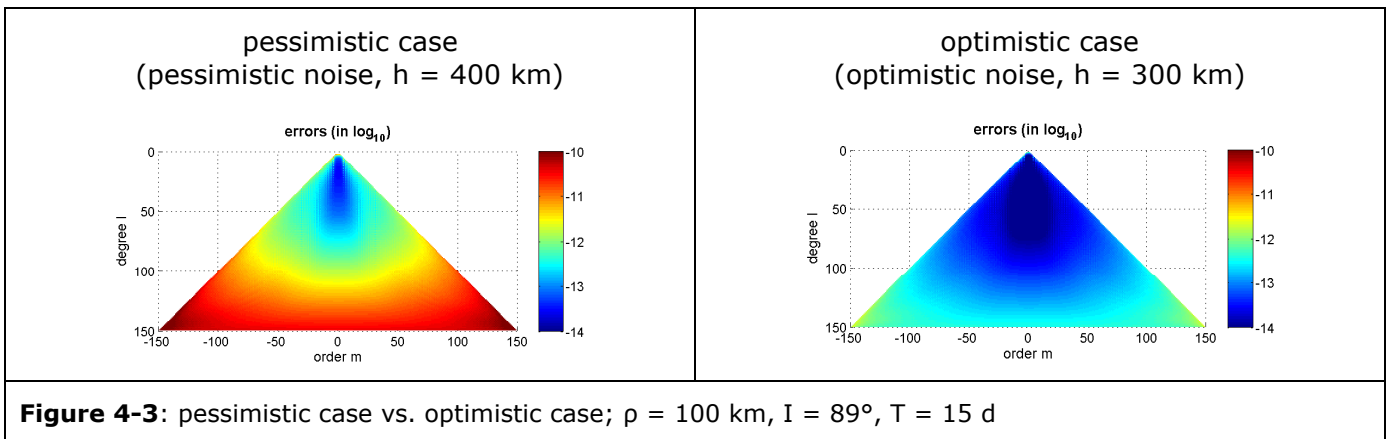 pessimistic case
(pessimistic noise, h = 400 km)
errors (in log10)
0
50
100
150
degree l
-150
-100
-50
0
50
100
150
order m
-10
-11
-12
-13
-14
optimistic case
(optimistic noise, h = 300 km)
errors (in log10)
0
50
100
150
degree l
-150
-100
-50
0
50
100
150
order m
-10
-11
-12
-13
-14
Figure 4-3: pessimistic case vs. optimistic case; ρ = 100 km, I = 89°, T = 15 d